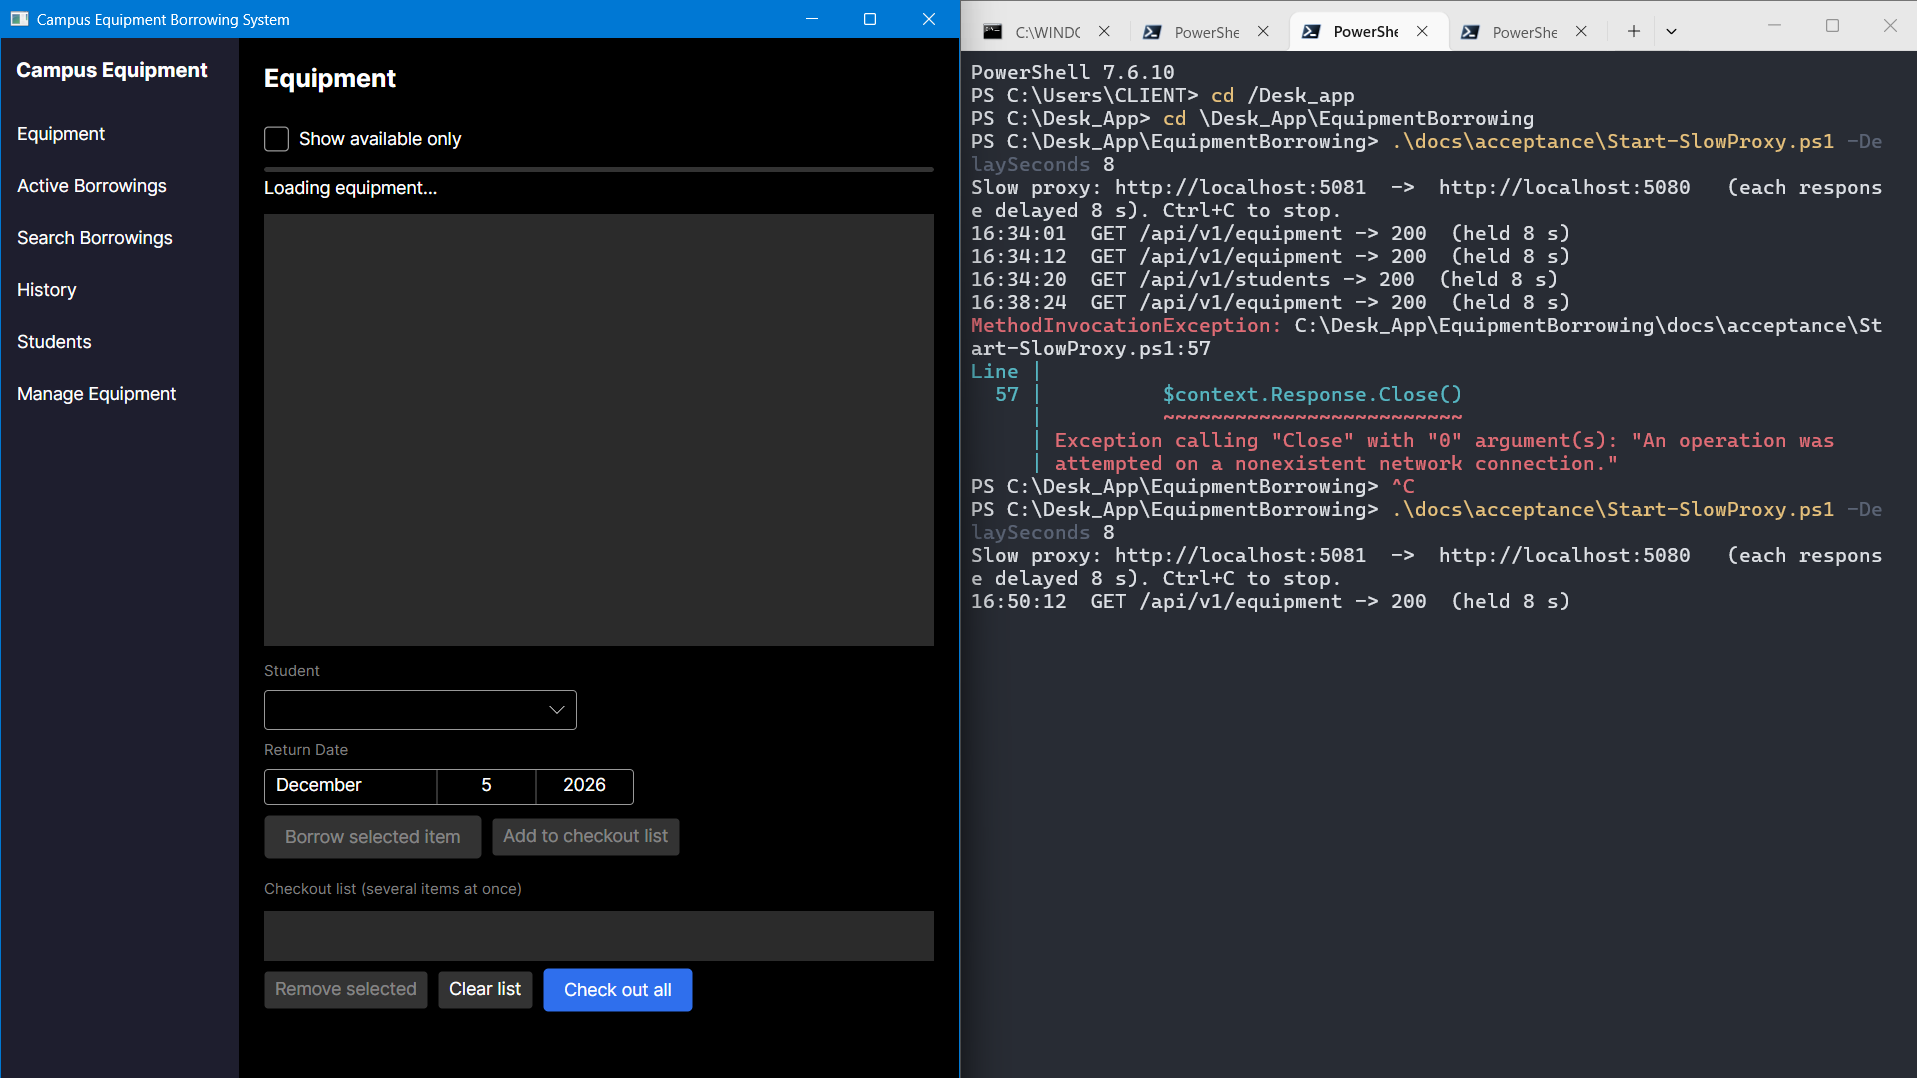 Campus Equipment Borrowing System
Campus Equipment
Equipment
Active Borrowings
Search Borrowings
History
Students
Manage Equipment
Equipment
Show available only
Loading equipment...
Student
Return Date
December 5 2026
Borrow selected item Add to checkout list
Checkout list (several items at once)
Remove selected Clear list Check out all
C:\WINDC PowerShe PowerShe PowerShe
PowerShell 7.6.10
PS C:\Users\CLIENT> cd /Desk_app
PS C:\Desk_App> cd \Desk_App\EquipmentBorrowing
PS C:\Desk_App\EquipmentBorrowing> .\docs\acceptance\Start-SlowProxy.ps1 -De
laySeconds 8
Slow proxy: http://localhost:5081  ->  http://localhost:5080   (each respons
e delayed 8 s). Ctrl+C to stop.
16:34:01  GET /api/v1/equipment -> 200  (held 8 s)
16:34:12  GET /api/v1/equipment -> 200  (held 8 s)
16:34:20  GET /api/v1/students -> 200  (held 8 s)
16:38:24  GET /api/v1/equipment -> 200  (held 8 s)
MethodInvocationException: C:\Desk_App\EquipmentBorrowing\docs\acceptance\St
art-SlowProxy.ps1:57
Line |
  57 |          $context.Response.Close()
     |          ~~~~~~~~~~~~~~~~~~~~~~~~~
     | Exception calling "Close" with "0" argument(s): "An operation was
     | attempted on a nonexistent network connection."
PS C:\Desk_App\EquipmentBorrowing> ^C
PS C:\Desk_App\EquipmentBorrowing> .\docs\acceptance\Start-SlowProxy.ps1 -De
laySeconds 8
Slow proxy: http://localhost:5081  ->  http://localhost:5080   (each respons
e delayed 8 s). Ctrl+C to stop.
16:50:12  GET /api/v1/equipment -> 200  (held 8 s)